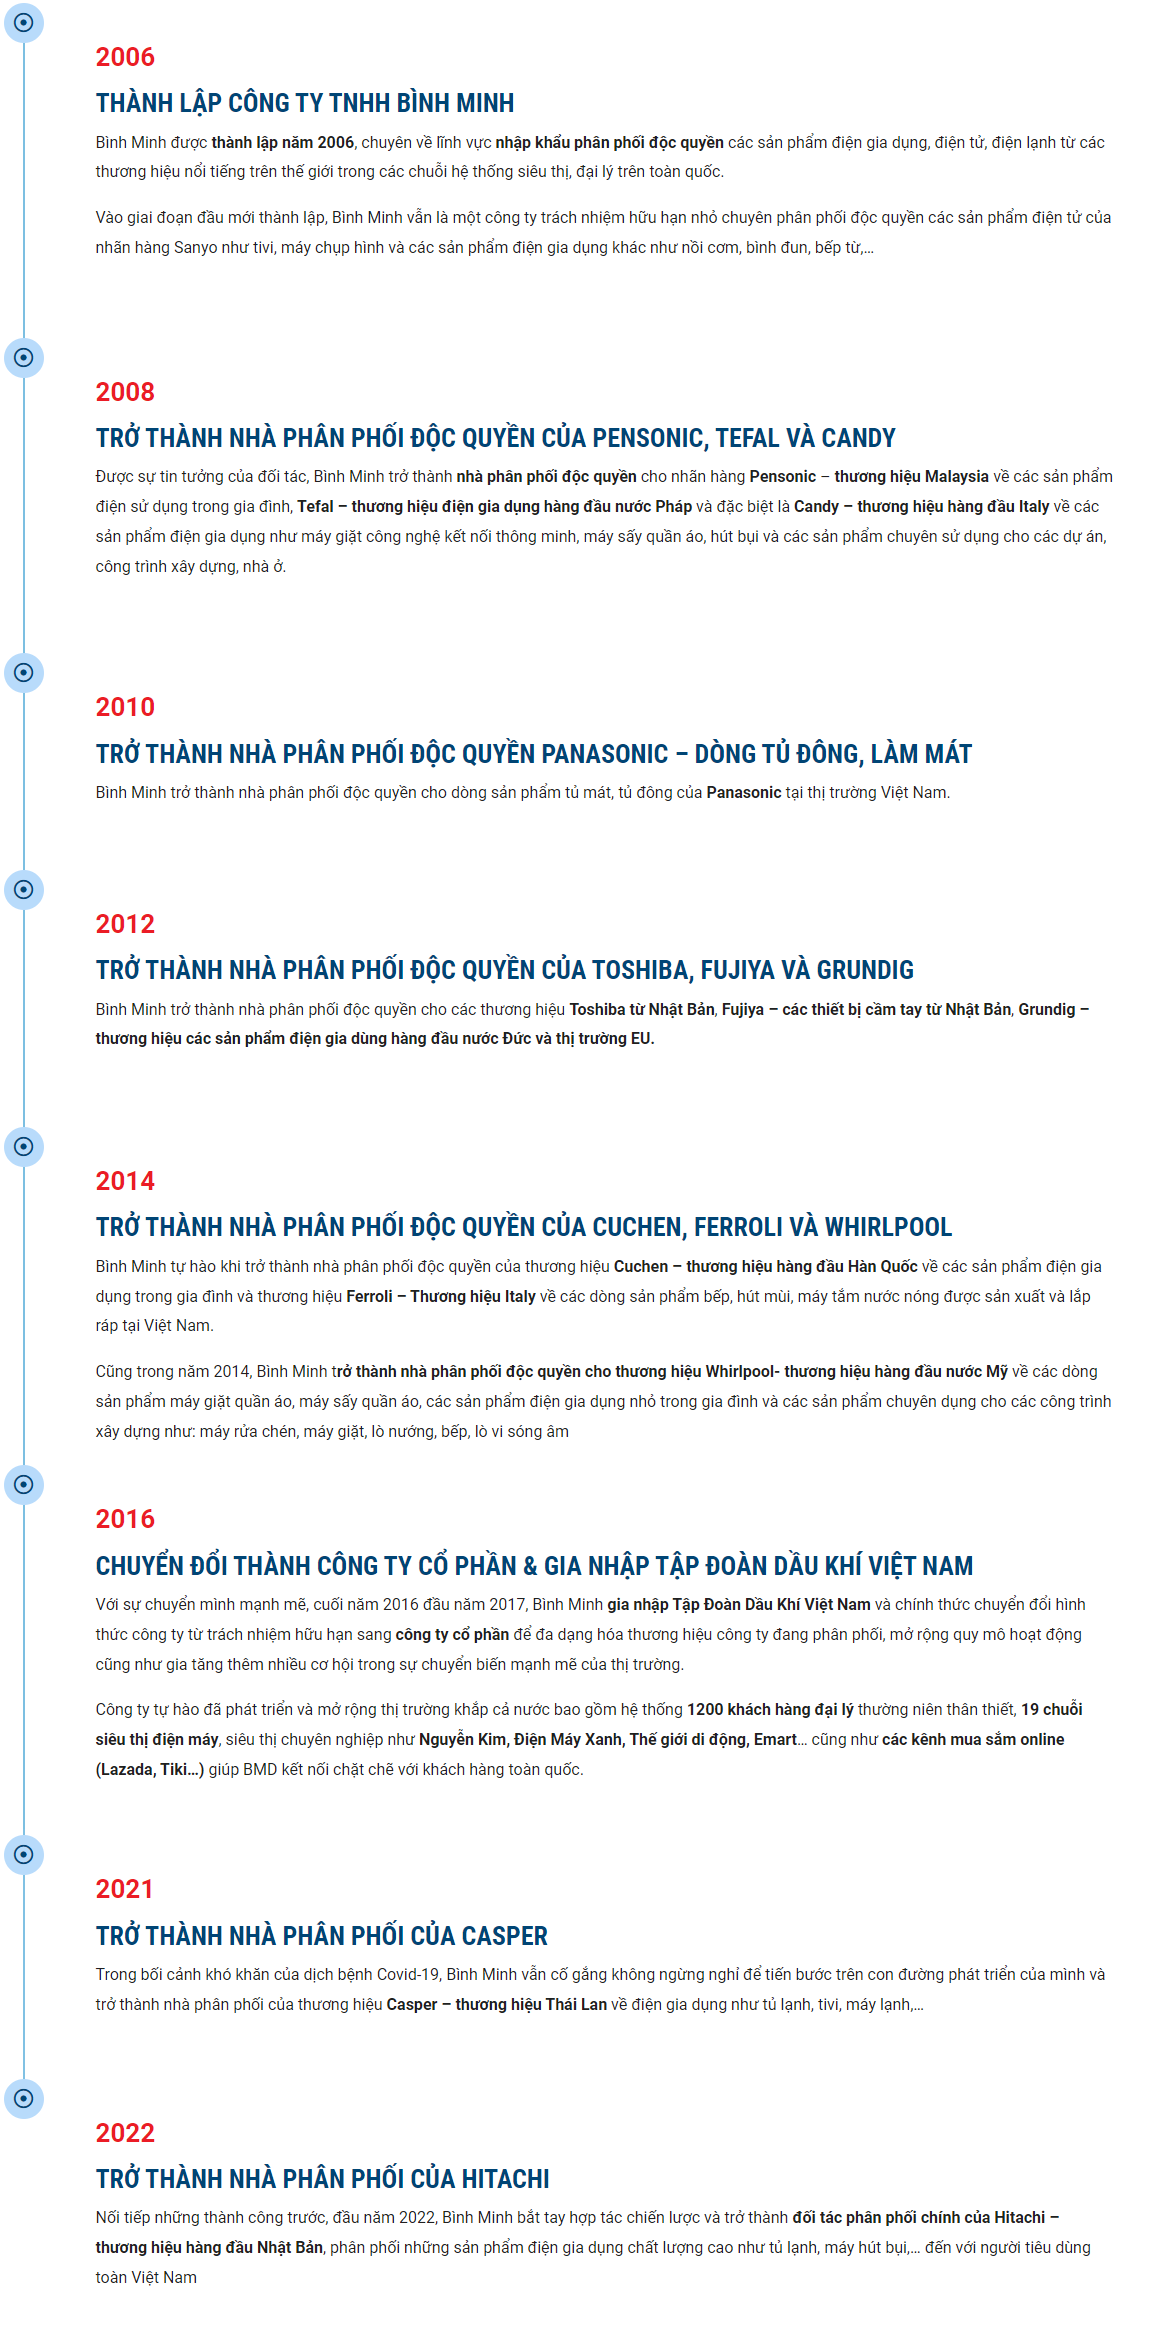 2006
THÀNH LẬP CÔNG TY TNHH BÌNH MINH
Bình Minh được thành lập năm 2006, chuyên về lĩnh vực nhập khẩu phân phối độc quyền các sản phẩm điện gia dụng, điện tử, điện lạnh từ các
thương hiệu nổi tiếng trên thế giới trong các chuỗi hệ thống siêu thị, đại lý trên toàn quốc.
Vào giai đoạn đầu mới thành lập, Bình Minh vẫn là một công ty trách nhiệm hữu hạn nhỏ chuyên phân phối độc quyền các sản phẩm điện tử của
nhãn hàng Sanyo như tivi, máy chụp hình và các sản phẩm điện gia dụng khác như nồi cơm, bình đun, bếp từ,...
2008
TRỞ THÀNH NHÀ PHÂN PHỐI ĐỘC QUYỀN CỦA PENSONIC, TEFAL VÀ CANDY
Được sự tin tưởng của đối tác, Bình Minh trở thành nhà phân phối độc quyền cho nhãn hàng Pensonic – thương hiệu Malaysia về các sản phẩm
điện sử dụng trong gia đình, Tefal – thương hiệu điện gia dụng hàng đầu nước Pháp và đặc biệt là Candy – thương hiệu hàng đầu Italy về các
sản phẩm điện gia dụng như máy giặt công nghệ kết nối thông minh, máy sấy quần áo, hút bụi và các sản phẩm chuyên sử dụng cho các dự án,
công trình xây dựng, nhà ở.
2010
TRỞ THÀNH NHÀ PHÂN PHỐI ĐỘC QUYỀN PANASONIC – DÒNG TỦ ĐÔNG, LÀM MÁT
Bình Minh trở thành nhà phân phối độc quyền cho dòng sản phẩm tủ mát, tủ đông của Panasonic tại thị trường Việt Nam.
2012
TRỞ THÀNH NHÀ PHÂN PHỐI ĐỘC QUYỀN CỦA TOSHIBA, FUJIYA VÀ GRUNDIG
Bình Minh trở thành nhà phân phối độc quyền cho các thương hiệu Toshiba từ Nhật Bản, Fujiya – các thiết bị cầm tay từ Nhật Bản, Grundig –
thương hiệu các sản phẩm điện gia dùng hàng đầu nước Đức và thị trường EU.
2014
TRỞ THÀNH NHÀ PHÂN PHỐI ĐỘC QUYỀN CỦA CUCHEN, FERROLI VÀ WHIRLPOOL
Bình Minh tự hào khi trở thành nhà phân phối độc quyền của thương hiệu Cuchen – thương hiệu hàng đầu Hàn Quốc về các sản phẩm điện gia
dụng trong gia đình và thương hiệu Ferroli – Thương hiệu Italy về các dòng sản phẩm bếp, hút mùi, máy tắm nước nóng được sản xuất và lắp
ráp tại Việt Nam.
Cũng trong năm 2014, Bình Minh trở thành nhà phân phối độc quyền cho thương hiệu Whirlpool- thương hiệu hàng đầu nước Mỹ về các dòng
sản phẩm máy giặt quần áo, máy sấy quần áo, các sản phẩm điện gia dụng nhỏ trong gia đình và các sản phẩm chuyên dụng cho các công trình
xây dựng như: máy rửa chén, máy giặt, lò nướng, bếp, lò vi sóng âm
2016
CHUYỂN ĐỔI THÀNH CÔNG TY CỔ PHẦN & GIA NHẬP TẬP ĐOÀN DẦU KHÍ VIỆT NAM
Với sự chuyển mình mạnh mẽ, cuối năm 2016 đầu năm 2017, Bình Minh gia nhập Tập Đoàn Dầu Khí Việt Nam và chính thức chuyển đổi hình
thức công ty từ trách nhiệm hữu hạn sang công ty cổ phần để đa dạng hóa thương hiệu công ty đang phân phối, mở rộng quy mô hoạt động
cũng như gia tăng thêm nhiều cơ hội trong sự chuyển biến mạnh mẽ của thị trường.
Công ty tự hào đã phát triển và mở rộng thị trường khắp cả nước bao gồm hệ thống 1200 khách hàng đại lý thường niên thân thiết, 19 chuỗi
siêu thị điện máy, siêu thị chuyên nghiệp như Nguyễn Kim, Điện Máy Xanh, Thế giới di động, Emart... cũng như các kênh mua sắm online
(Lazada, Tiki...) giúp BMD kết nối chặt chẽ với khách hàng toàn quốc.
2021
TRỞ THÀNH NHÀ PHÂN PHỐI CỦA CASPER
Trong bối cảnh khó khăn của dịch bệnh Covid-19, Bình Minh vẫn cố gắng không ngừng nghỉ để tiến bước trên con đường phát triển của mình và
trở thành nhà phân phối của thương hiệu Casper – thương hiệu Thái Lan về điện gia dụng như tủ lạnh, tivi, máy lạnh,...
2022
TRỞ THÀNH NHÀ PHÂN PHỐI CỦA HITACHI
Nối tiếp những thành công trước, đầu năm 2022, Bình Minh bắt tay hợp tác chiến lược và trở thành đối tác phân phối chính của Hitachi –
thương hiệu hàng đầu Nhật Bản, phân phối những sản phẩm điện gia dụng chất lượng cao như tủ lạnh, máy hút bụi,... đến với người tiêu dùng
toàn Việt Nam